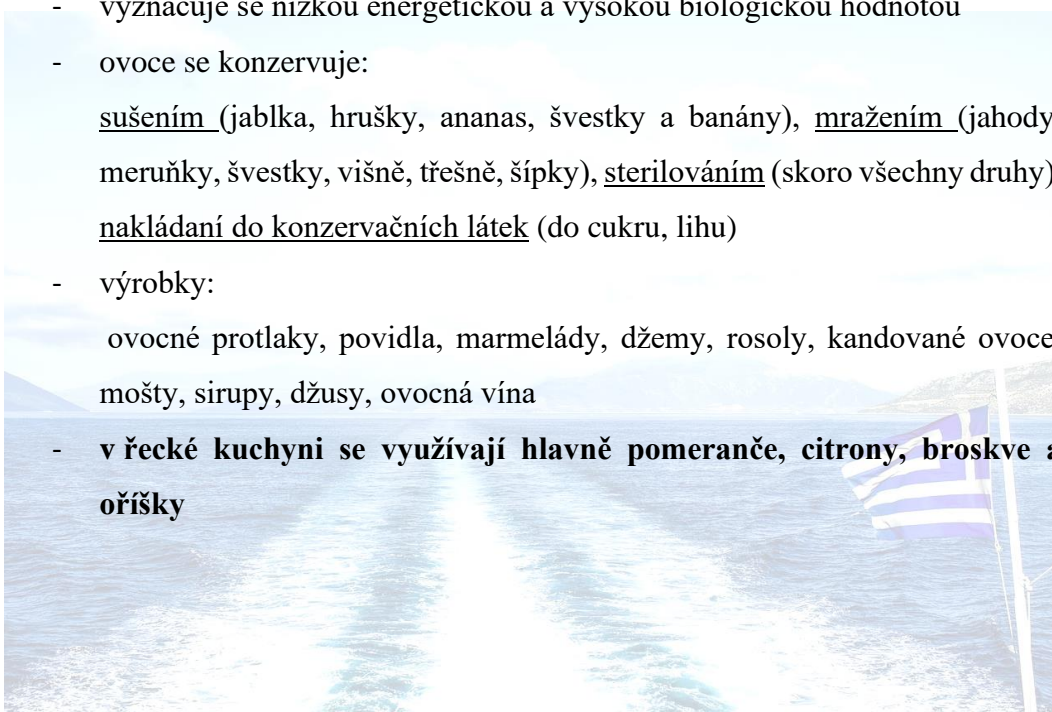 - vyznačuje se nízkou energetickou a vysokou biologickou hodnotou
- ovoce se konzervuje:
sušením (jablka, hrušky, ananas, švestky a banány), mražením (jahody
meruňky, švestky, višně, třešně, šípky), sterilováním (skoro všechny druhy)
nakládaní do konzervačních látek (do cukru, lihu)
- výrobky:
ovocné protlaky, povidla, marmelády, džemy, rosoly, kandované ovoce
mošty, sirupy, džusy, ovocná vína
- v řecké kuchyni se využívají hlavně pomeranče, citrony, broskve a
oříšky